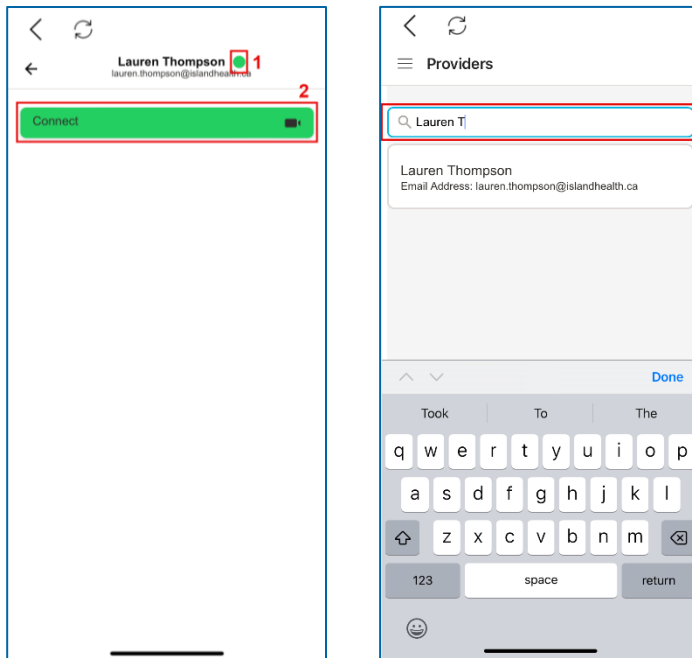 Lauren Thompson
1
lauren.thompson@islandhealth.ca
2
Connect
Providers
Lauren T
Lauren Thompson
Email Address: lauren.thompson@islandhealth.ca
Done
Took To The
q w e r t y u i o p
a s d f g h j k l
z x c v b n m
123 space return